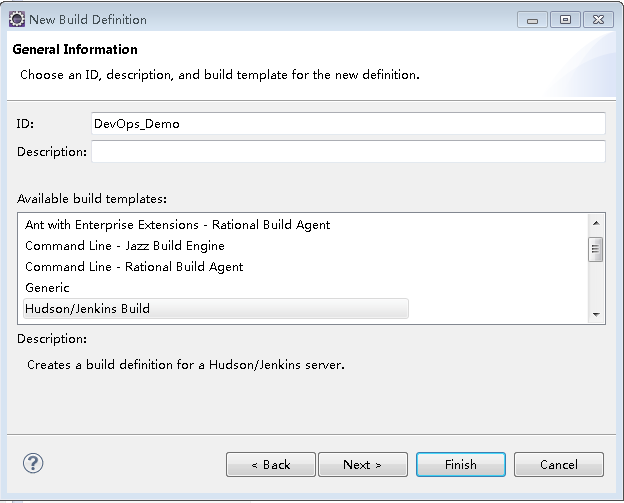 New Build Definition
General Information
Choose an ID, description, and build template for the new definition.
ID:
DevOps_Demo
Description:
Available build templates:
Ant with Enterprise Extensions - Rational Build Agent
Command Line - Jazz Build Engine
Command Line - Rational Build Agent
Generic
Hudson/Jenkins Build
Description:
Creates a build definition for a Hudson/Jenkins server.
? < Back Next > Finish Cancel